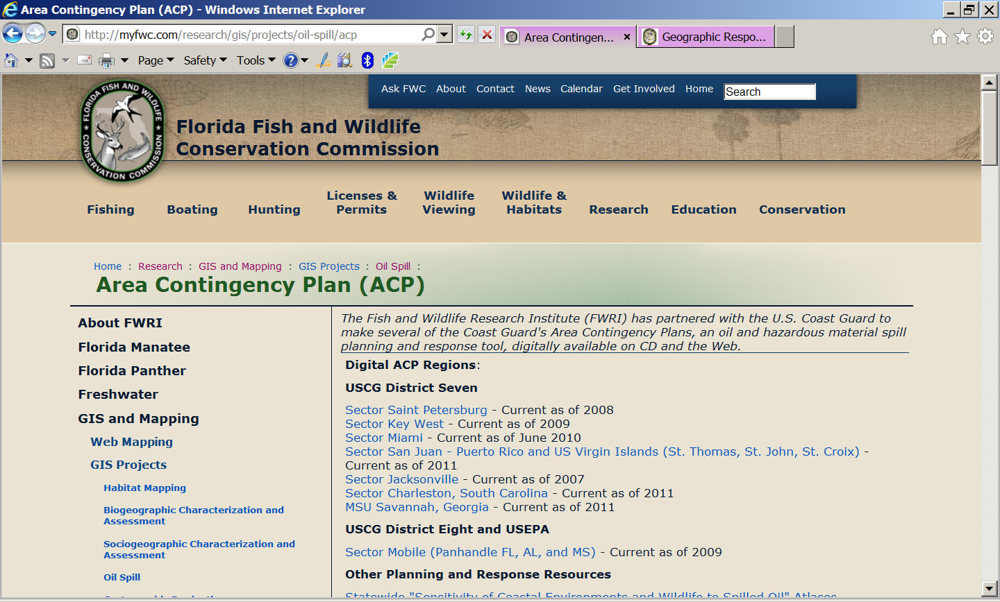 Area Contingency Plan (ACP) - Windows Internet Explorer
http://myfwc.com/research/gis/projects/oil-spill/acp
Area Contingen...
Geographic Respo...
Page Safety Tools
Ask FWC About Contact News Calendar Get Involved Home Search
FLORIDA FISH AND WILDLIFE
CONSERVATION COMMISSION
Florida Fish and Wildlife
Conservation Commission
Fishing Boating Hunting Licenses & Permits Wildlife Viewing Wildlife & Habitats Research Education Conservation
Home : Research : GIS and Mapping : GIS Projects : Oil Spill :
Area Contingency Plan (ACP)
About FWRI
Florida Manatee
Florida Panther
Freshwater
GIS and Mapping
Web Mapping
GIS Projects
Habitat Mapping
Biogeographic Characterization and
Assessment
Sociogeographic Characterization and
Assessment
Oil Spill
The Fish and Wildlife Research Institute (FWRI) has partnered with the U.S. Coast Guard to
make several of the Coast Guard's Area Contingency Plans, an oil and hazardous material spill
planning and response tool, digitally available on CD and the Web.
Digital ACP Regions:
USCG District Seven
Sector Saint Petersburg - Current as of 2008
Sector Key West - Current as of 2009
Sector Miami - Current as of June 2010
Sector San Juan - Puerto Rico and US Virgin Islands (St. Thomas, St. John, St. Croix) -
Current as of 2011
Sector Jacksonville - Current as of 2007
Sector Charleston, South Carolina - Current as of 2011
MSU Savannah, Georgia - Current as of 2011
USCG District Eight and USEPA
Sector Mobile (Panhandle FL, AL, and MS) - Current as of 2009
Other Planning and Response Resources
Statewide "Sensitivity of Coastal Environments and Wildlife to Spilled Oil" Atlases